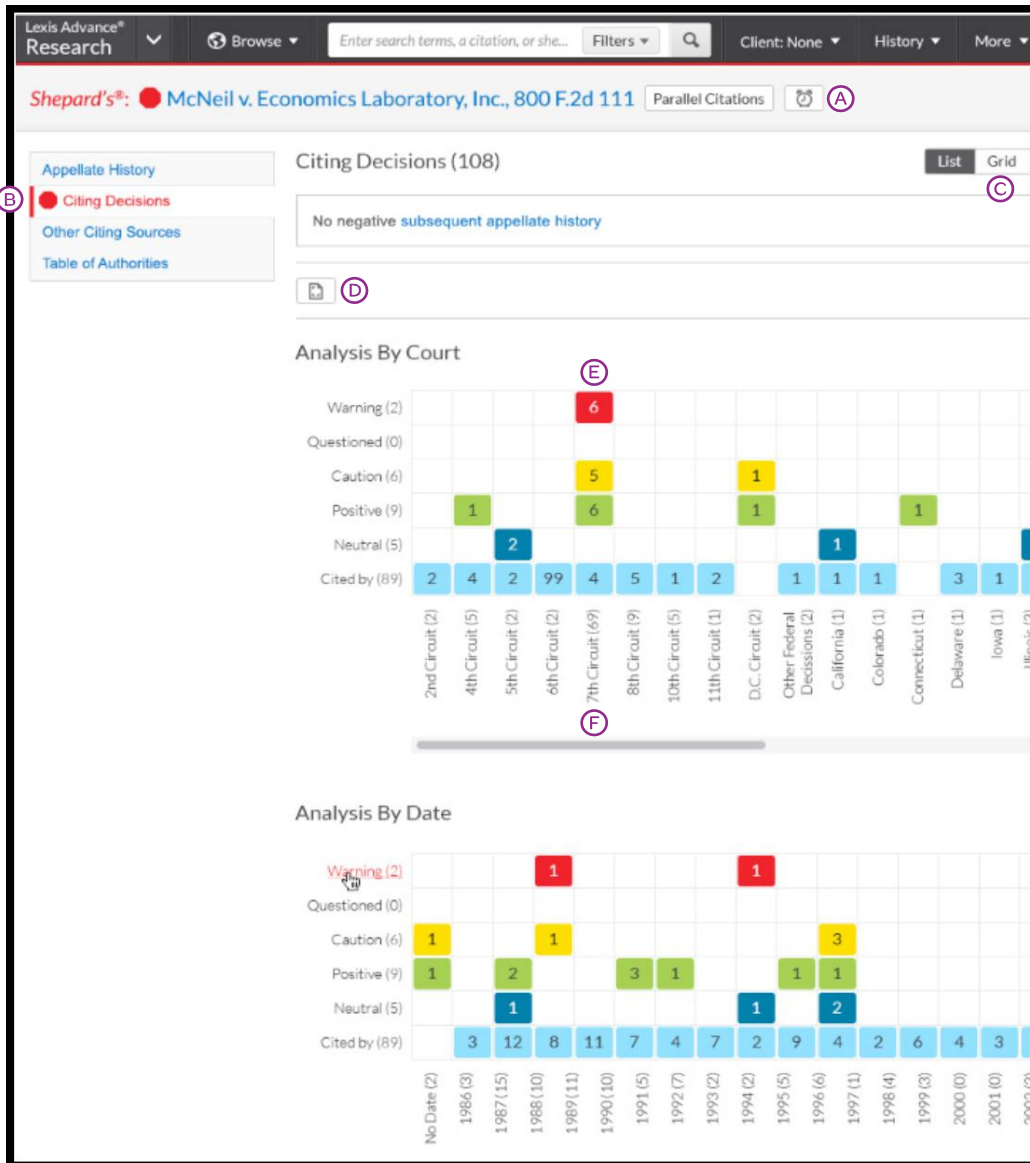 Lexis Advance®
Research
Browse
Enter search terms, a citation, or she...
Filters
Client: None
History
More
Shepard's®: McNeil v. Economics Laboratory, Inc., 800 F.2d 111
Parallel Citations
A
Appellate History
B
Citing Decisions
Other Citing Sources
Table of Authorities
Citing Decisions (108)
List
Grid
C
No negative subsequent appellate history
D
Analysis By Court
E
Warning (2) 6
Questioned (0)
Caution (6) 5 1
Positive (9) 1 6 1 1
Neutral (5) 2 1
Cited by (89) 2 4 2 99 4 5 1 2 1 1 1 3 1
2nd Circuit (2)
4th Circuit (5)
5th Circuit (2)
6th Circuit (2)
7th Circuit (69)
8th Circuit (9)
10th Circuit (5)
11th Circuit (1)
D.C. Circuit (2)
Other Federal
Decissions (2)
California (1)
Colorado (1)
Connecticut (1)
Delaware (1)
Iowa (1)
F
Analysis By Date
Warning (2) 1 1
Questioned (0)
Caution (6) 1 1 3
Positive (9) 1 2 3 1 1 1
Neutral (5) 1 1 2
Cited by (89) 3 12 8 11 7 4 7 2 9 4 2 6 4 3
No Date (2)
1986 (3)
1987 (15)
1988 (10)
1989 (11)
1990 (10)
1991 (5)
1992 (7)
1993 (2)
1994 (2)
1995 (5)
1996 (6)
1997 (1)
1998 (4)
1999 (3)
2000 (0)
2001 (0)